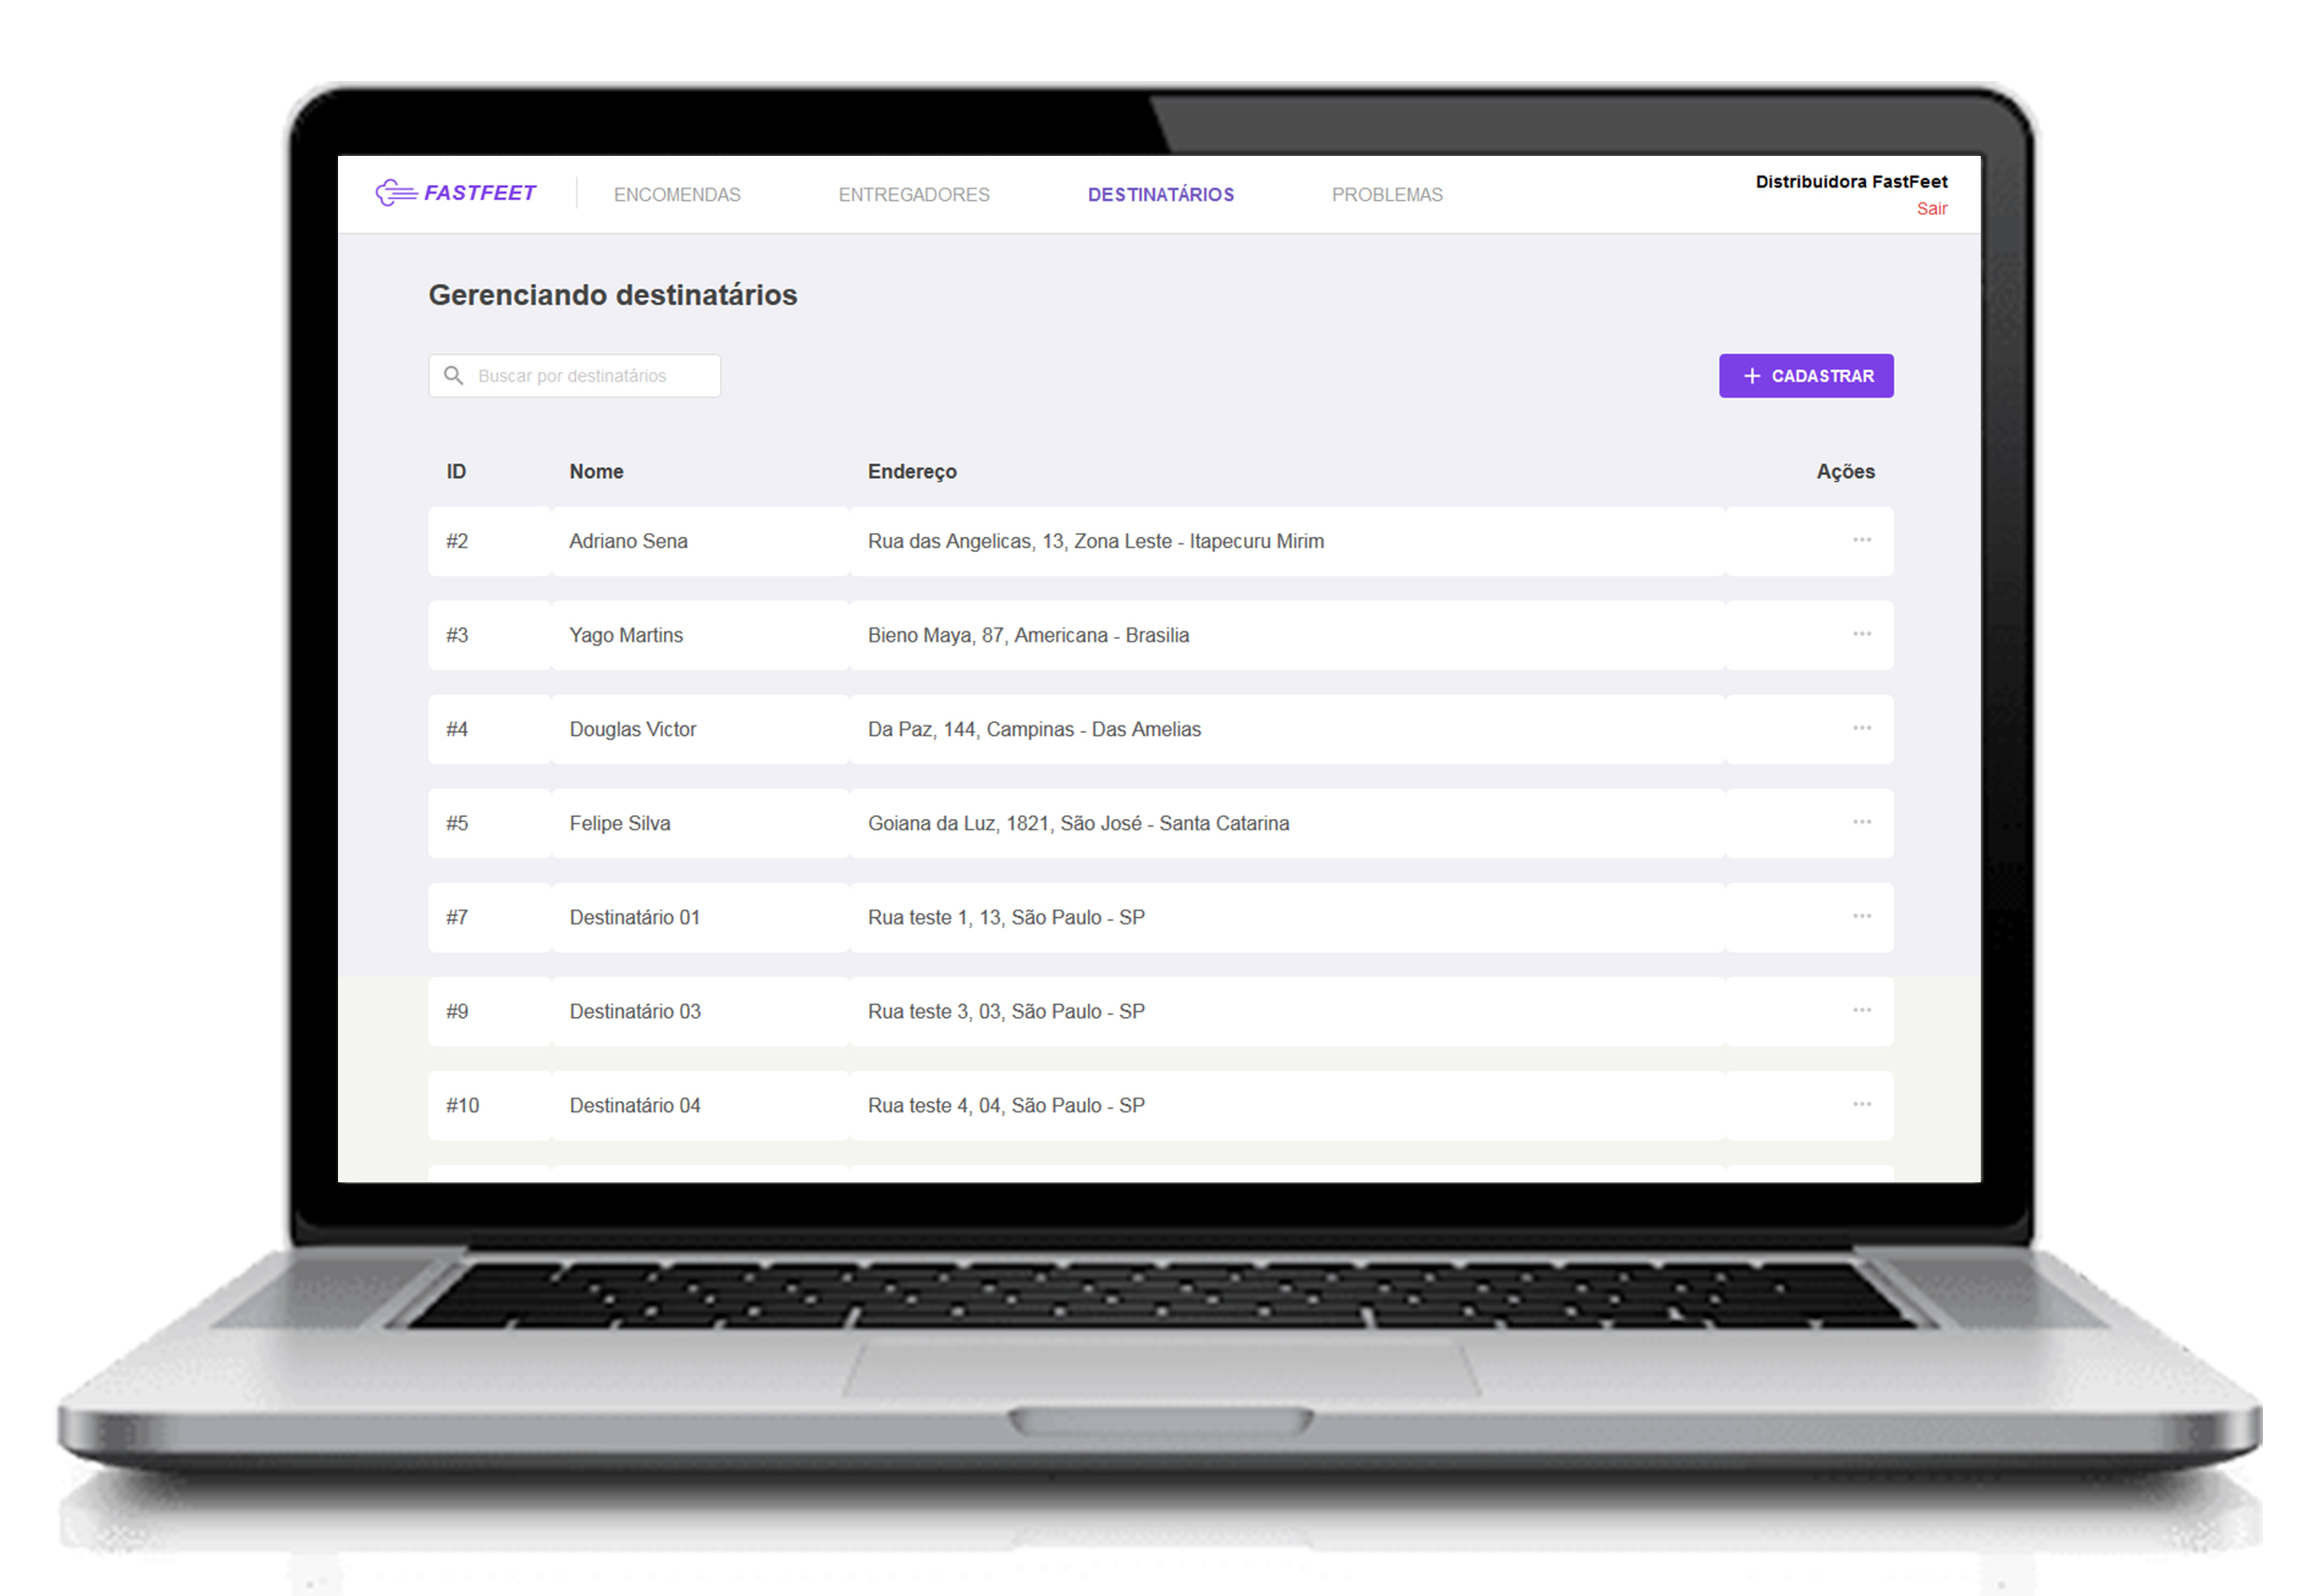 FASTFEET ENCOMENDAS ENTREGADORES DESTINATÁRIOS PROBLEMAS Distribuidora FastFeet
Sair
Gerenciando destinatários
Buscar por destinatários + CADASTRAR
ID Nome Endereço Ações
#2 Adriano Sena Rua das Angelicas, 13, Zona Leste - Itapecuru Mirim ...
#3 Yago Martins Bieno Maya, 87, Americana - Brasilia ...
#4 Douglas Victor Da Paz, 144, Campinas - Das Amelias ...
#5 Felipe Silva Goiana da Luz, 1821, São José - Santa Catarina ...
#7 Destinatário 01 Rua teste 1, 13, São Paulo - SP ...
#9 Destinatário 03 Rua teste 3, 03, São Paulo - SP ...
#10 Destinatário 04 Rua teste 4, 04, São Paulo - SP ...